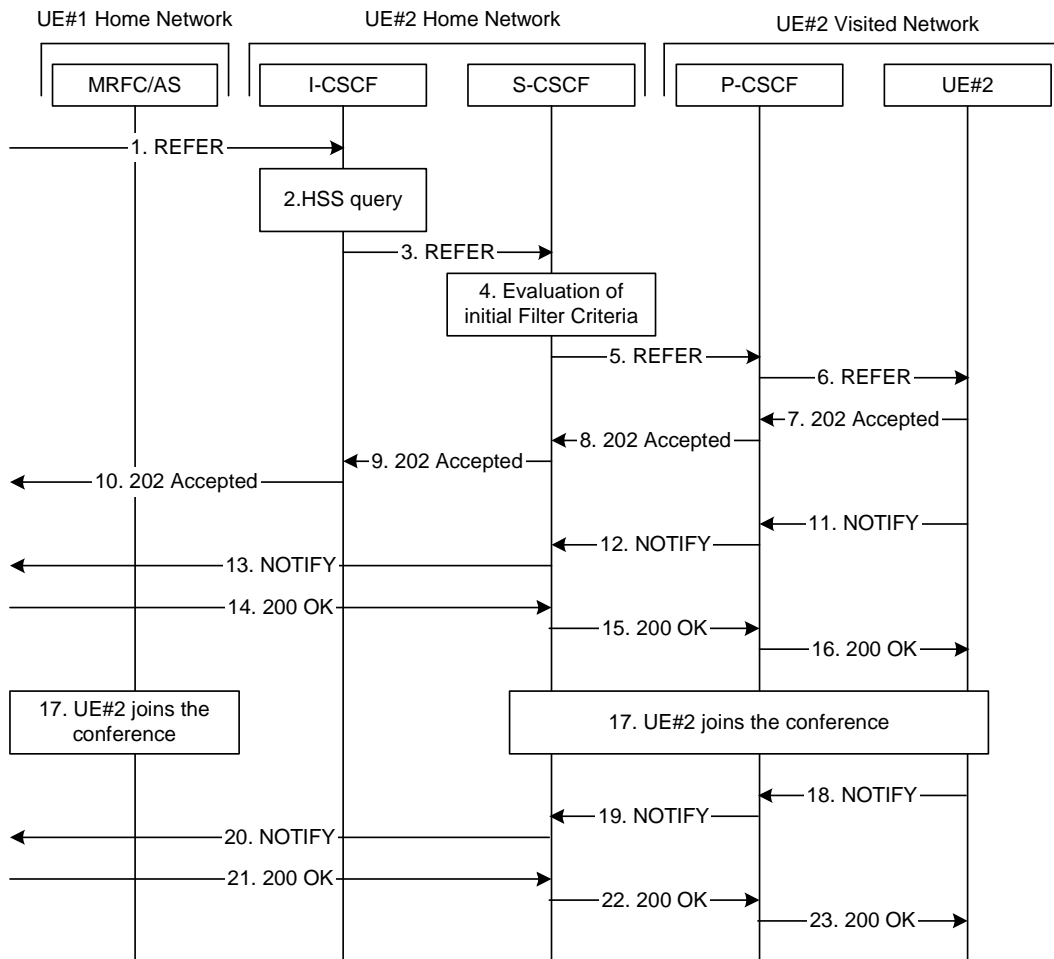 UE#1 Home Network
UE#2 Home Network
UE#2 Visited Network
MRFC/AS
I-CSCF
S-CSCF
P-CSCF
UE#2
1. REFER
2.HSS query
3. REFER
4. Evaluation of
initial Filter Criteria
5. REFER
6. REFER
7. 202 Accepted
8. 202 Accepted
9. 202 Accepted
10. 202 Accepted
11. NOTIFY
12. NOTIFY
13. NOTIFY
14. 200 OK
15. 200 OK
16. 200 OK
17. UE#2 joins the
conference
17. UE#2 joins the conference
18. NOTIFY
19. NOTIFY
20. NOTIFY
21. 200 OK
22. 200 OK
23. 200 OK